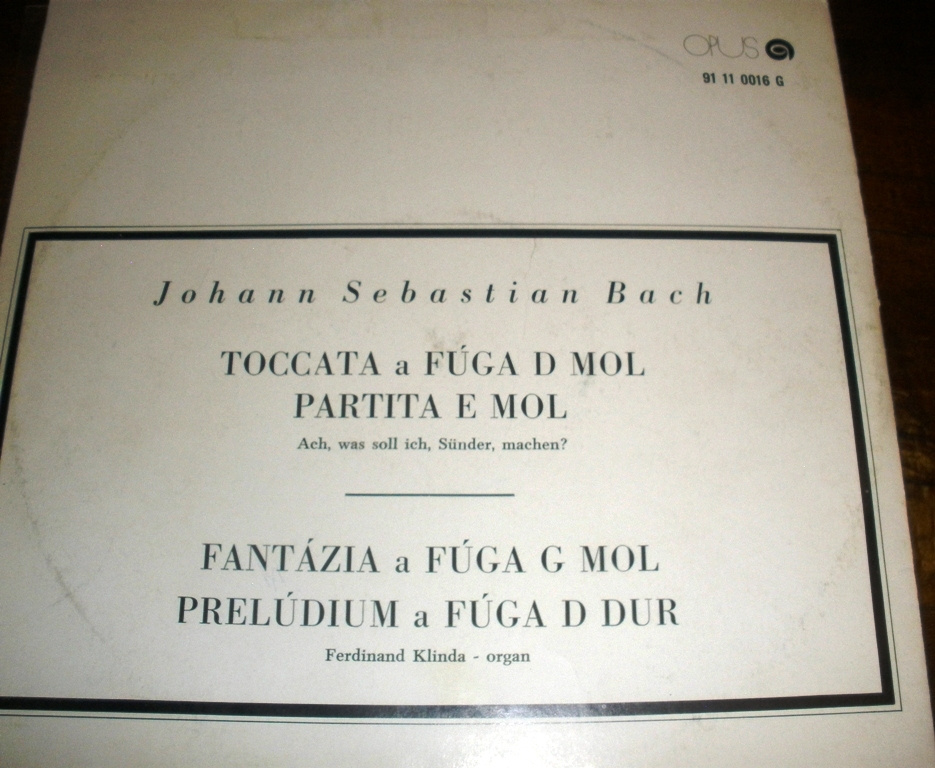 OPUS
91 11 0016 G
Johann Sebastian Bach
TOCCATA a FÚGA D MOL
PARTITA E MOL
Ach, was soll ich, Sünder, machen?
FANTÁZIA a FÚGA G MOL
PRELÚDIUM a FÚGA D DUR
Ferdinand Klinda - organ